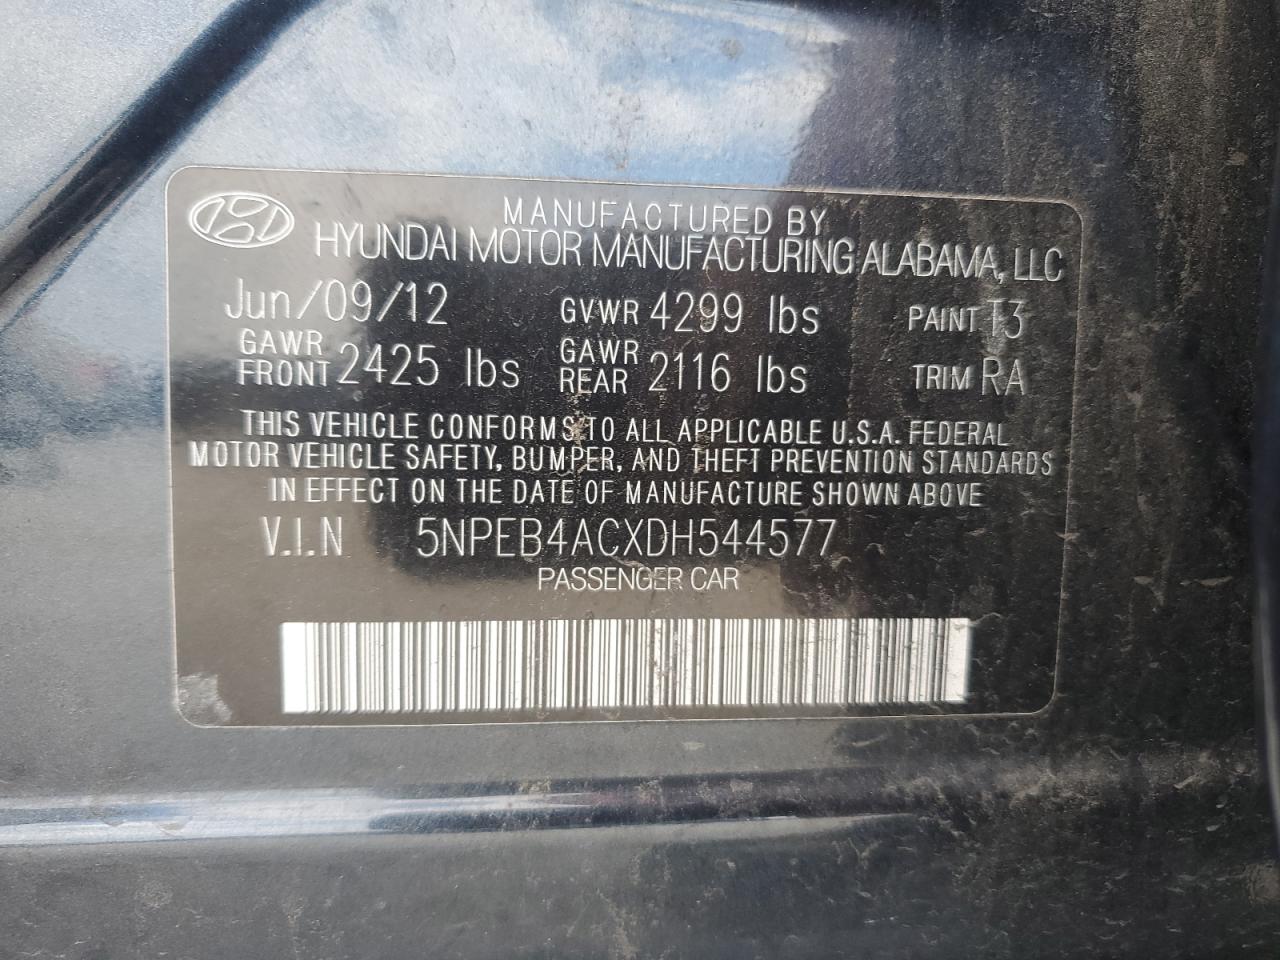 MANUFACTURED BY
HYUNDAI MOTOR MANUFACTURING ALABAMA, LLC
Jun/09/12 GVWR 4299 lbs PAINT T3
GAWR FRONT 2425 lbs GAWR REAR 2116 lbs TRIM RA
THIS VEHICLE CONFORMS TO ALL APPLICABLE U.S.A. FEDERAL
MOTOR VEHICLE SAFETY, BUMPER, AND THEFT PREVENTION STANDARDS
IN EFFECT ON THE DATE OF MANUFACTURE SHOWN ABOVE
V.I.N 5NPEB4ACXDH544577
PASSENGER CAR